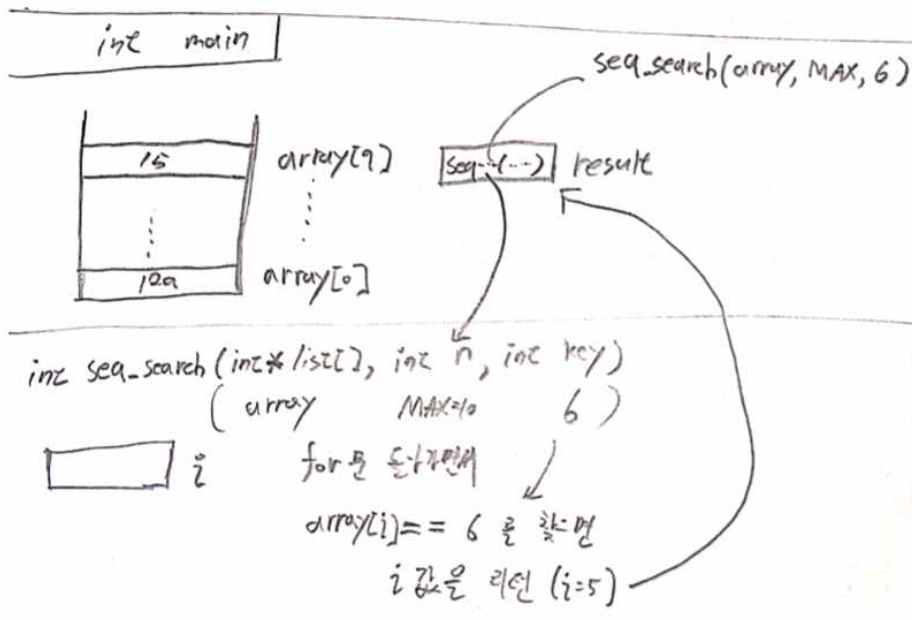 int main
seq_search(array, MAX, 6)
15 array[9] seq...(...) result
array[0]
int seq_search(int* list[], int n, int key)
(array MAX=10 6)
i for문 돌아가면서
array[i]== 6 를 찾으면
i 값을 리턴 (i=5)